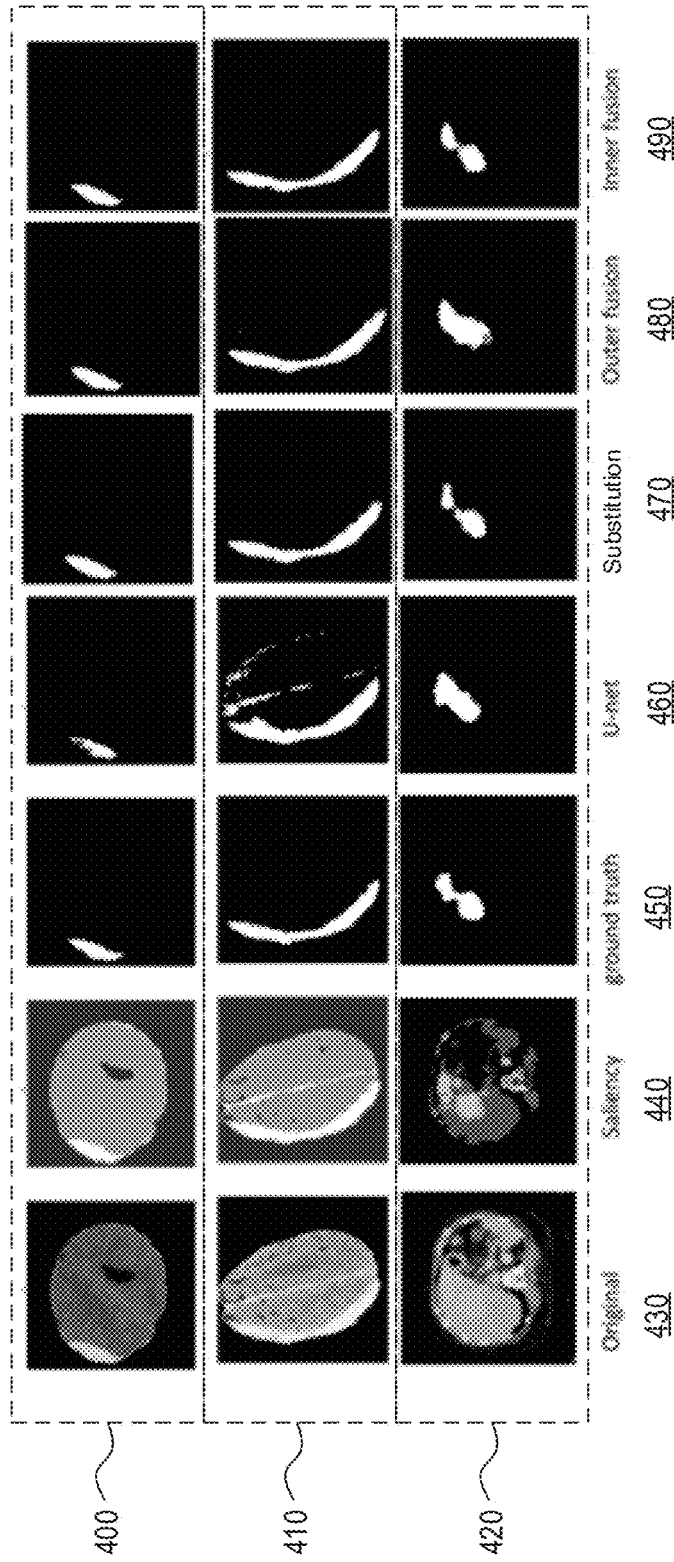 400
410
420
Original
Saliency
ground truth
U-net
Substitution
Outer fusion
Inner fusion
430
440
450
460
470
480
490